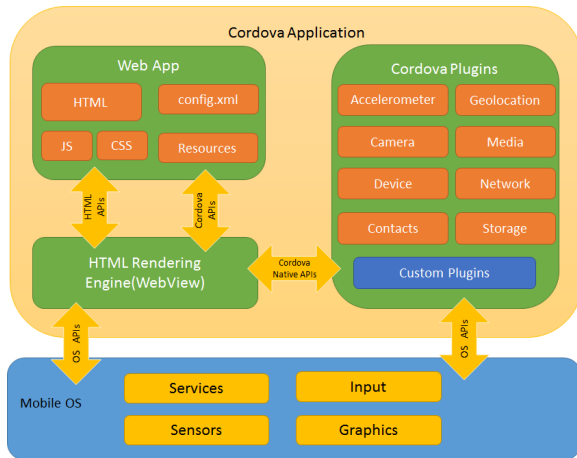 Cordova Application
Web App
HTML
config.xml
JS
CSS
Resources
Cordova Plugins
Accelerometer
Geolocation
Camera
Media
Device
Network
Contacts
Storage
Custom Plugins
HTML
APIs
Cordova
APIs
HTML Rendering
Engine(WebView)
Cordova
Native APIs
OS APIs
OS APIs
Mobile OS
Services
Input
Sensors
Graphics